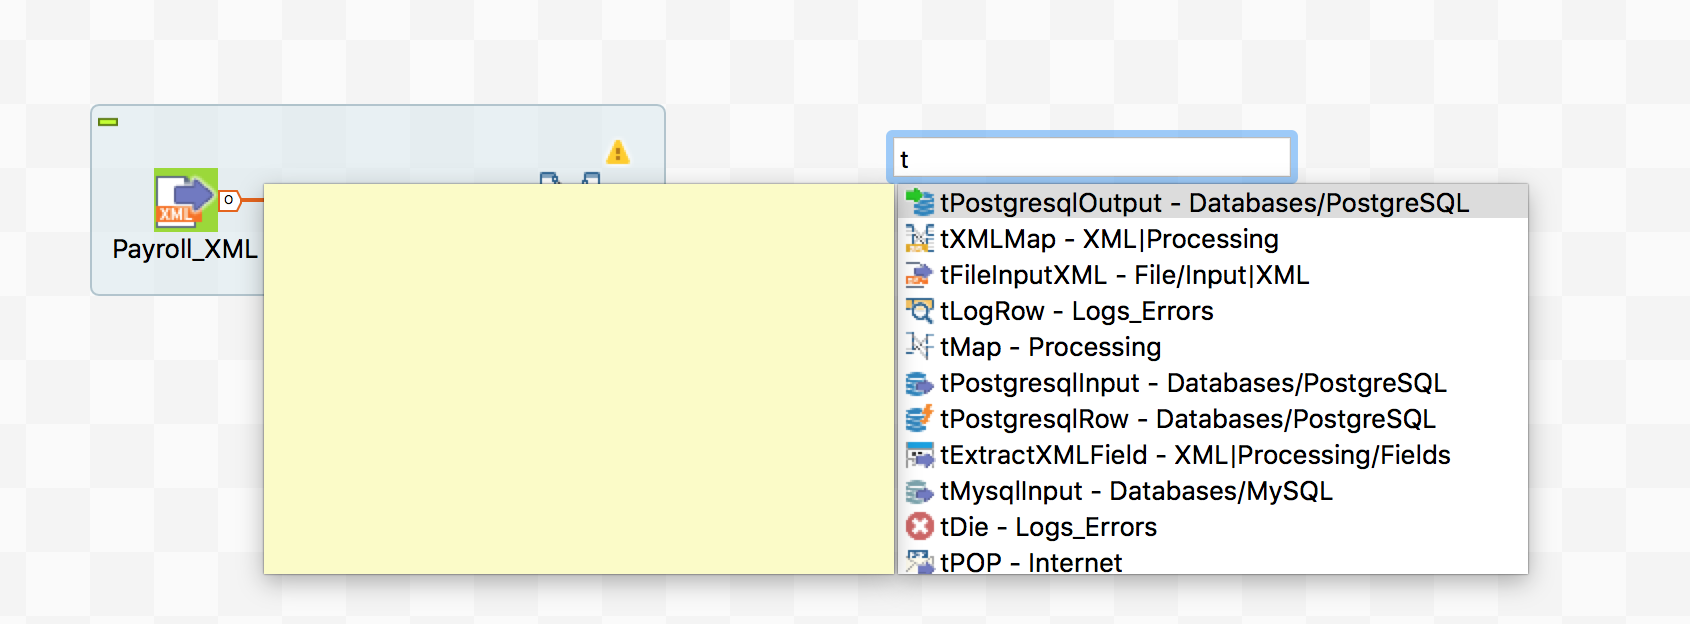 t
XML
O
Payroll_XML
tPostgresqlOutput - Databases/PostgreSQL
tXMLMap - XML|Processing
tFileInputXML - File/Input|XML
tLogRow - Logs_Errors
tMap - Processing
tPostgresqlInput - Databases/PostgreSQL
tPostgresqlRow - Databases/PostgreSQL
tExtractXMLField - XML|Processing/Fields
tMysqlInput - Databases/MySQL
tDie - Logs_Errors
tPOP - Internet